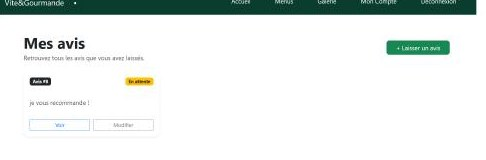 Vite&Gourmande
Accueil Menus Galerie Mon Compte Déconnexion
Mes avis
Retrouvez tous les avis que vous avez laissés.
+ Laisser un avis
Avis #8 En attente
je vous recommande !
Voir Modifier